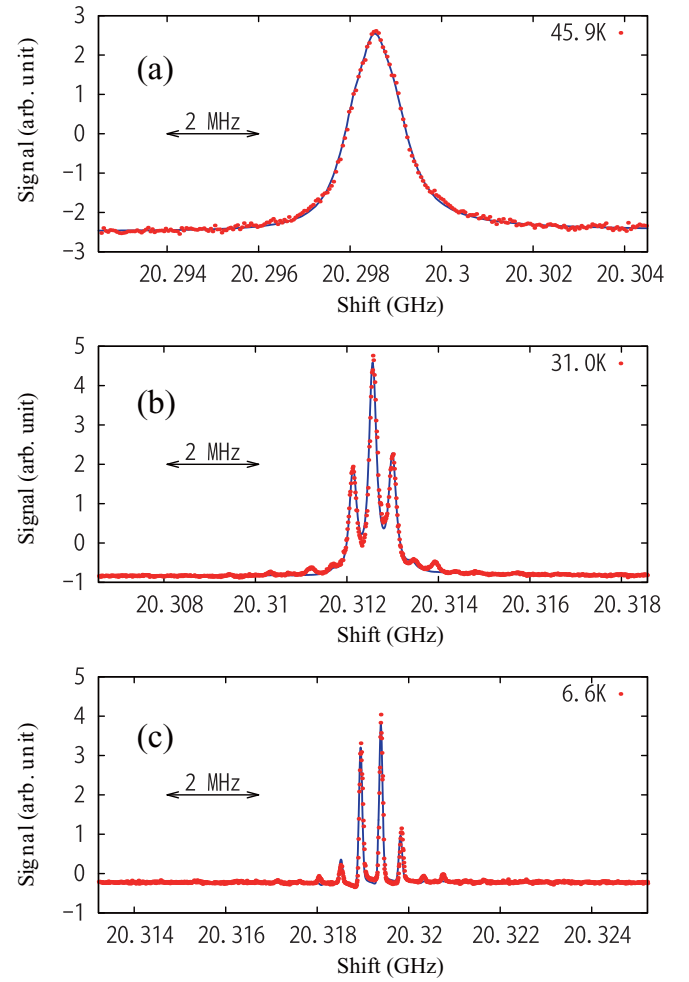 3
2
1
0
−1
−2
−3
Signal (arb. unit)
(a)
45.9K
2 MHz
20.294 20.296 20.298 20.3 20.302 20.304
Shift (GHz)
5
4
3
2
1
0
−1
Signal (arb. unit)
(b)
31.0K
2 MHz
20.308 20.31 20.312 20.314 20.316 20.318
Shift (GHz)
5
4
3
2
1
0
−1
Signal (arb. unit)
(c)
6.6K
2 MHz
20.314 20.316 20.318 20.32 20.322 20.324
Shift (GHz)